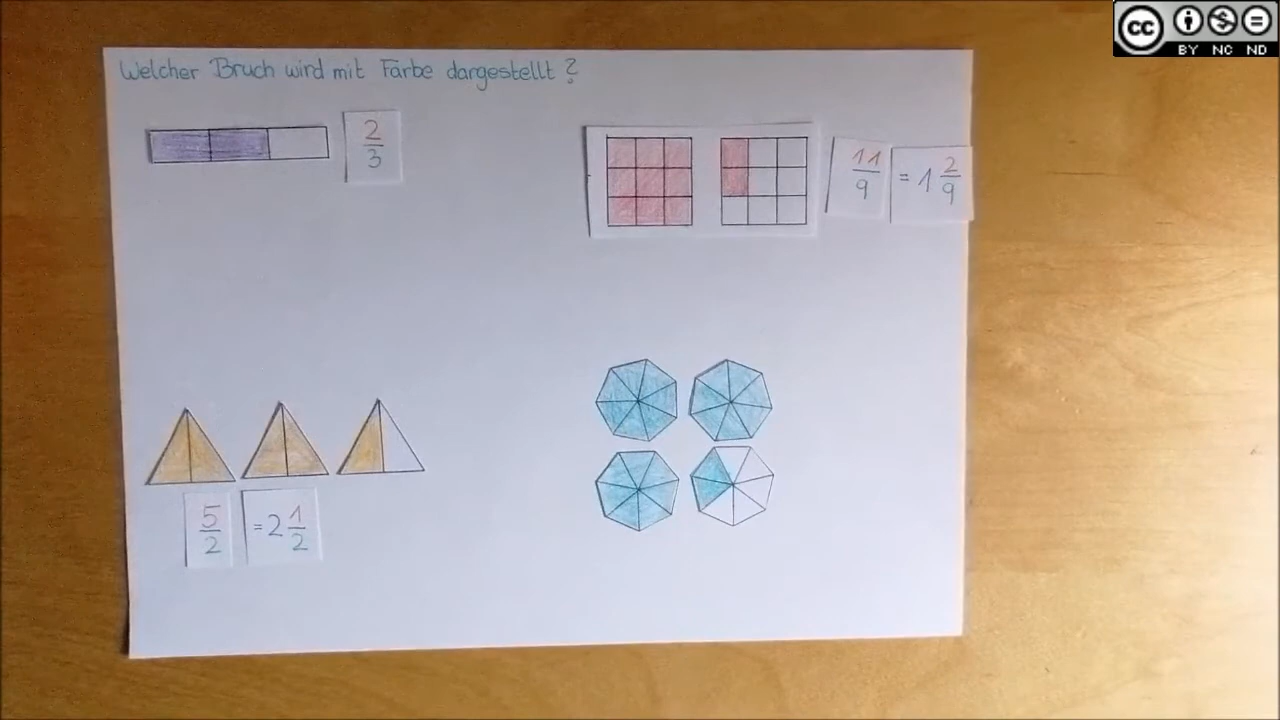 Welcher Bruch wird mit Farbe dargestellt?
2/3
11/9 = 1 2/9
5/2 = 2 1/2
cc
BY NC ND